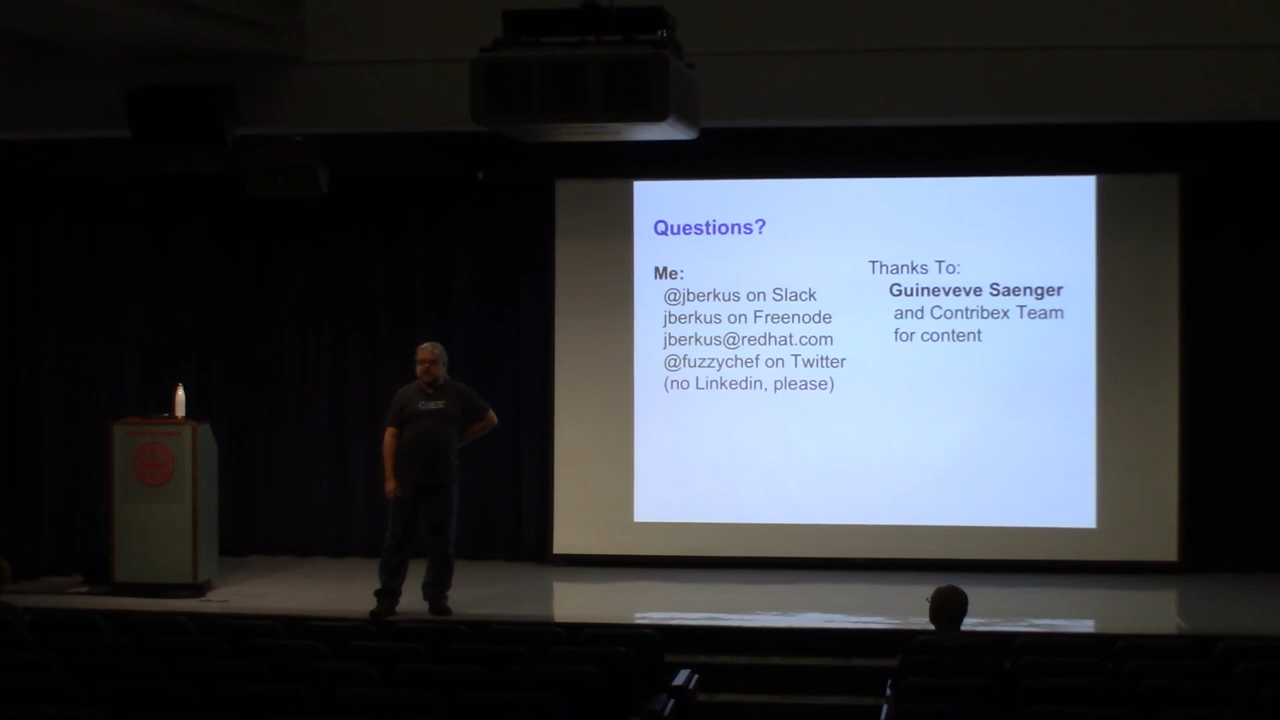 Questions?
Me:
@jberkus on Slack
jberkus on Freenode
jberkus@redhat.com
@fuzzychef on Twitter
(no Linkedin, please)
Thanks To:
Guineveve Saenger
and Contribex Team
for content